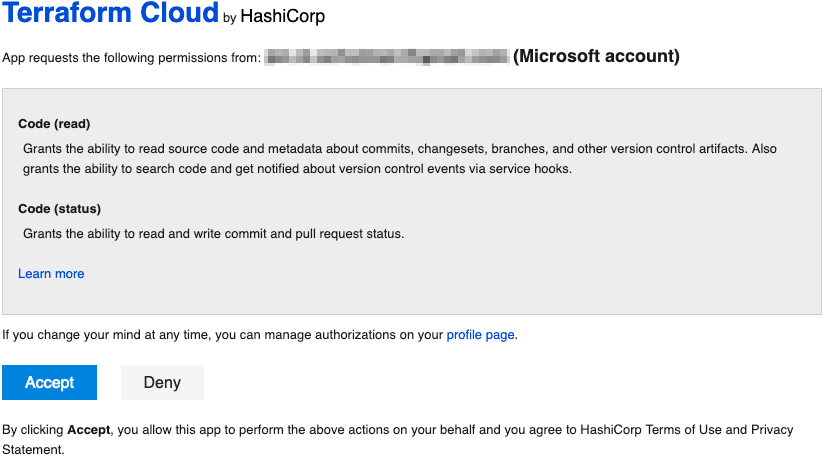 Terraform Cloud by HashiCorp
App requests the following permissions from: (Microsoft account)
Code (read)
Grants the ability to read source code and metadata about commits, changesets, branches, and other version control artifacts. Also
grants the ability to search code and get notified about version control events via service hooks.
Code (status)
Grants the ability to read and write commit and pull request status.
Learn more
If you change your mind at any time, you can manage authorizations on your profile page.
Accept Deny
By clicking Accept, you allow this app to perform the above actions on your behalf and you agree to HashiCorp Terms of Use and Privacy
Statement.